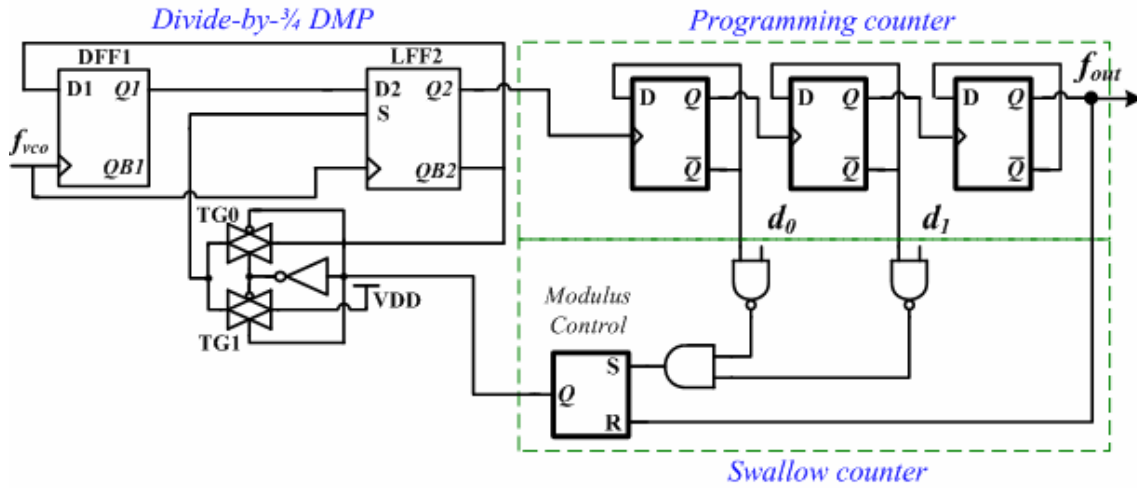 Divide-by-¾ DMP
Programming counter
DFF1
LFF2
D1
Q1
QB1
D2
Q2
S
QB2
f_vco
D
Q
Q̅
D
Q
Q̅
D
Q
Q̅
f_out
TG0
TG1
VDD
d₀
d₁
Modulus
Control
S
Q
R
Swallow counter